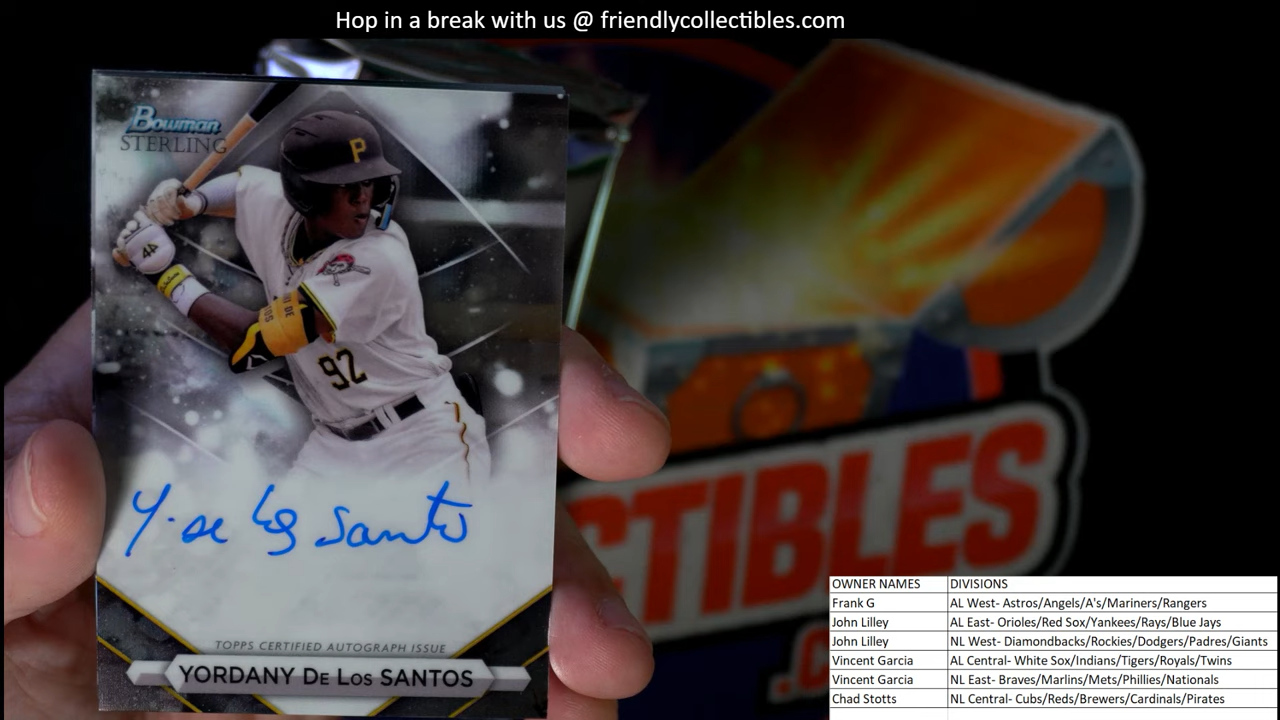 Hop in a break with us @ friendlycollectibles.com
Bowman
STERLING
P
92
Y. de los Santos
TOPPS CERTIFIED AUTOGRAPH ISSUE
YORDANY De Los SANTOS
CTIBLES
.C
OWNER NAMES DIVISIONS
Frank G AL West- Astros/Angels/A's/Mariners/Rangers
John Lilley AL East- Orioles/Red Sox/Yankees/Rays/Blue Jays
John Lilley NL West- Diamondbacks/Rockies/Dodgers/Padres/Giants
Vincent Garcia AL Central- White Sox/Indians/Tigers/Royals/Twins
Vincent Garcia NL East- Braves/Marlins/Mets/Phillies/Nationals
Chad Stotts NL Central- Cubs/Reds/Brewers/Cardinals/Pirates